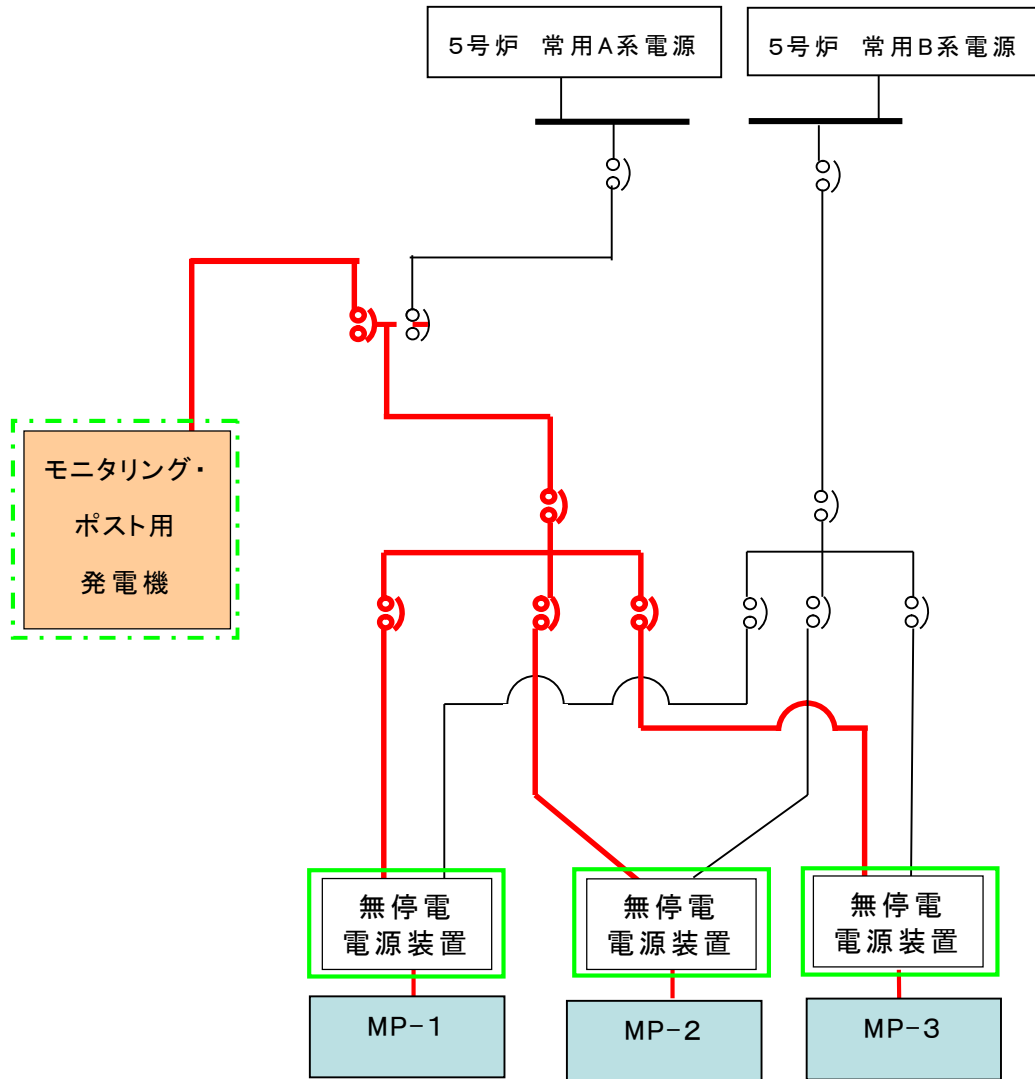 5号炉 常用A系電源
5号炉 常用B系電源
モニタリング・
ポスト用
発電機
無停電
電源装置
無停電
電源装置
無停電
電源装置
MP-1
MP-2
MP-3